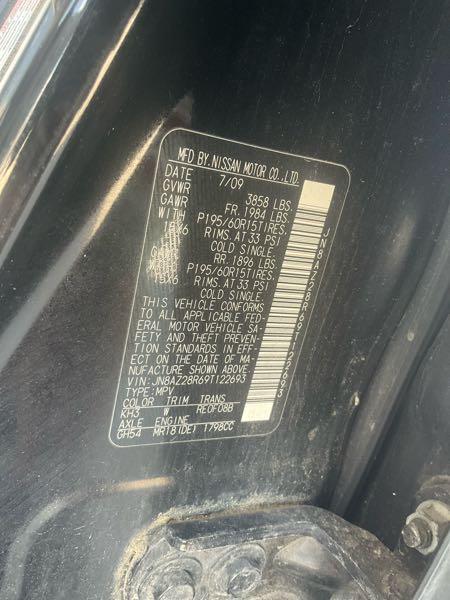 MFD BY NISSAN MOTOR CO., LTD.
DATE 7/09
GVWR 3858 LBS.
GAWR FR. 1984 LBS.
WITH P195/60R15TIRES.
15X6 RIMS. AT 33 PSI
COLD SINGLE.
RR. 1896 LBS.
P195/60R15TIRES.
15X6 RIMS. AT 33 PSI
COLD SINGLE.
THIS VEHICLE CONFORMS
TO ALL APPLICABLE FED-
ERAL MOTOR VEHICLE SA-
FETY AND THEFT PREVEN-
TION STANDARDS IN EFF-
ECT ON THE DATE OF MA-
NUFACTURE SHOWN ABOVE.
VIN: JN8AZ28R69T122693
TYPE: MPV
COLOR TRIM TRANS
KH3 W RE0F08B
AXLE ENGINE
GH54 MR18(DE) 1798CC
JN8AZ28R69T122693